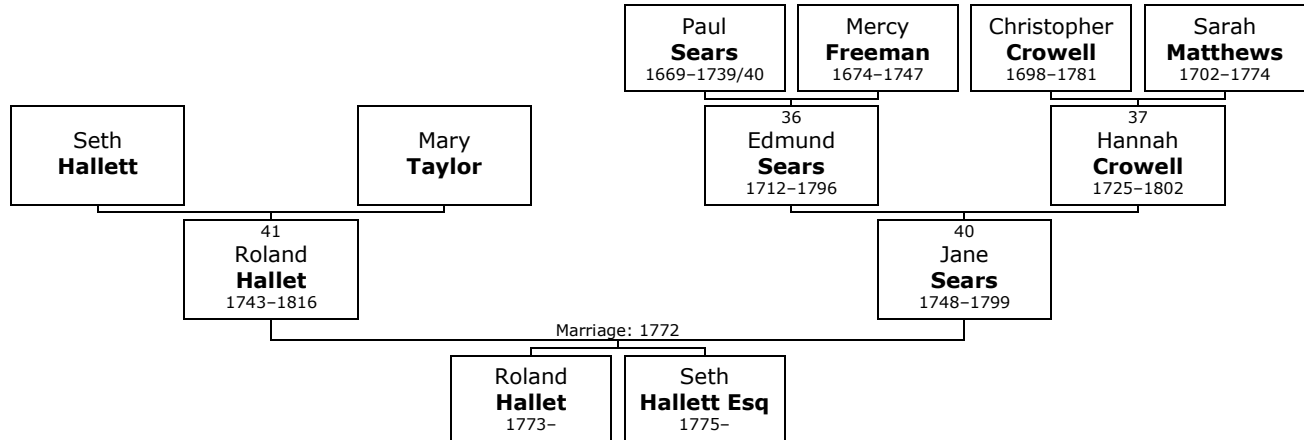 Paul
Sears
1669–1739/40
Mercy
Freeman
1674–1747
Christopher
Crowell
1698–1781
Sarah
Matthews
1702–1774
Seth
Hallett
Mary
Taylor
36
Edmund
Sears
1712–1796
37
Hannah
Crowell
1725–1802
41
Roland
Hallet
1743–1816
40
Jane
Sears
1748–1799
Marriage: 1772
Roland
Hallet
1773–
Seth
Hallett Esq
1775–